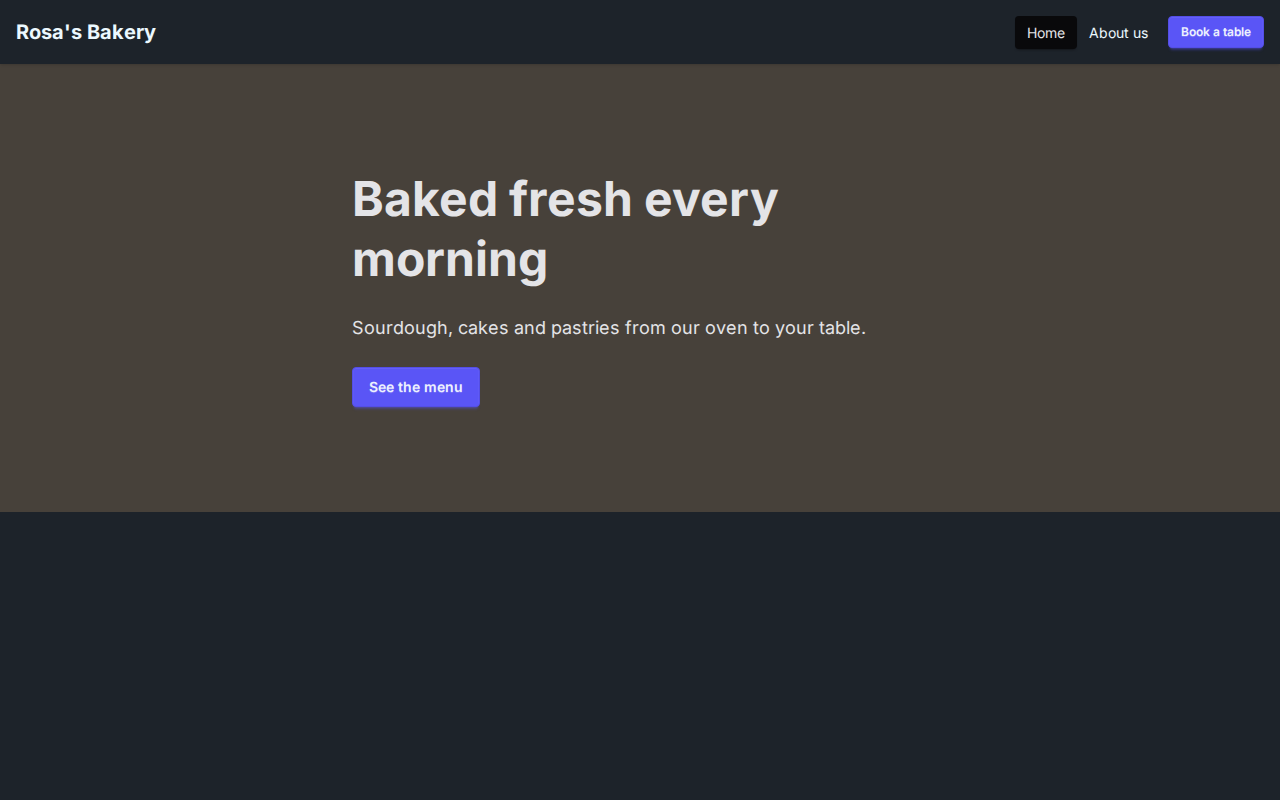 Rosa's Bakery
Home
About us
Book a table
Baked fresh every
morning
Sourdough, cakes and pastries from our oven to your table.
See the menu